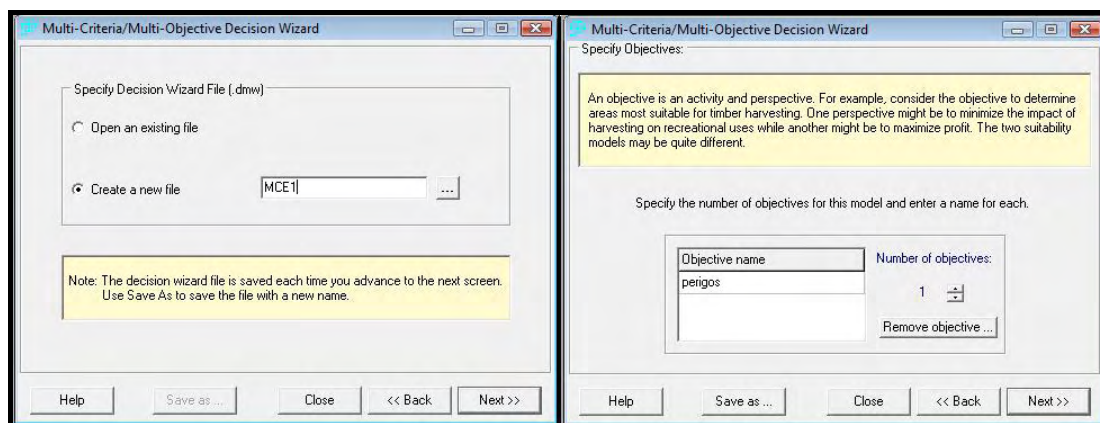 Multi-Criteria/Multi-Objective Decision Wizard
Specify Decision Wizard File (.dmw)
Open an existing file
Create a new file
MCE1
...
Note: The decision wizard file is saved each time you advance to the next screen.
Use Save As to save the file with a new name.
Help
Save as ...
Close
<< Back
Next >>
Multi-Criteria/Multi-Objective Decision Wizard
Specify Objectives:
An objective is an activity and perspective. For example, consider the objective to determine
areas most suitable for timber harvesting. One perspective might be to minimize the impact of
harvesting on recreational uses while another might be to maximize profit. The two suitability
models may be quite different.
Specify the number of objectives for this model and enter a name for each.
Objective name
perigos
Number of objectives:
1
Remove objective ...
Help
Save as ...
Close
<< Back
Next >>